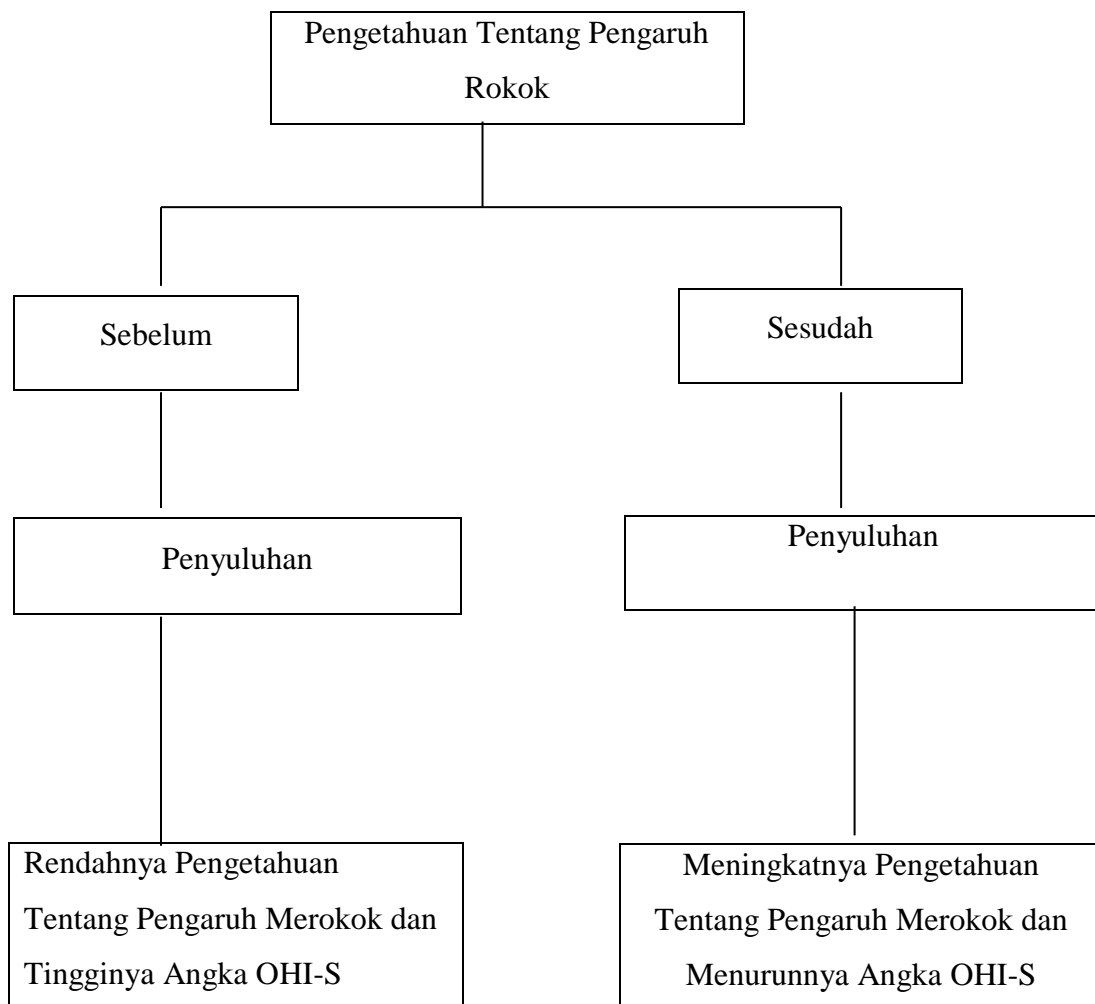 Pengetahuan Tentang Pengaruh
Rokok
Sebelum
Sesudah
Penyuluhan
Penyuluhan
Rendahnya Pengetahuan
Tentang Pengaruh Merokok dan
Tingginya Angka OHI-S
Meningkatnya Pengetahuan
Tentang Pengaruh Merokok dan
Menurunnya Angka OHI-S